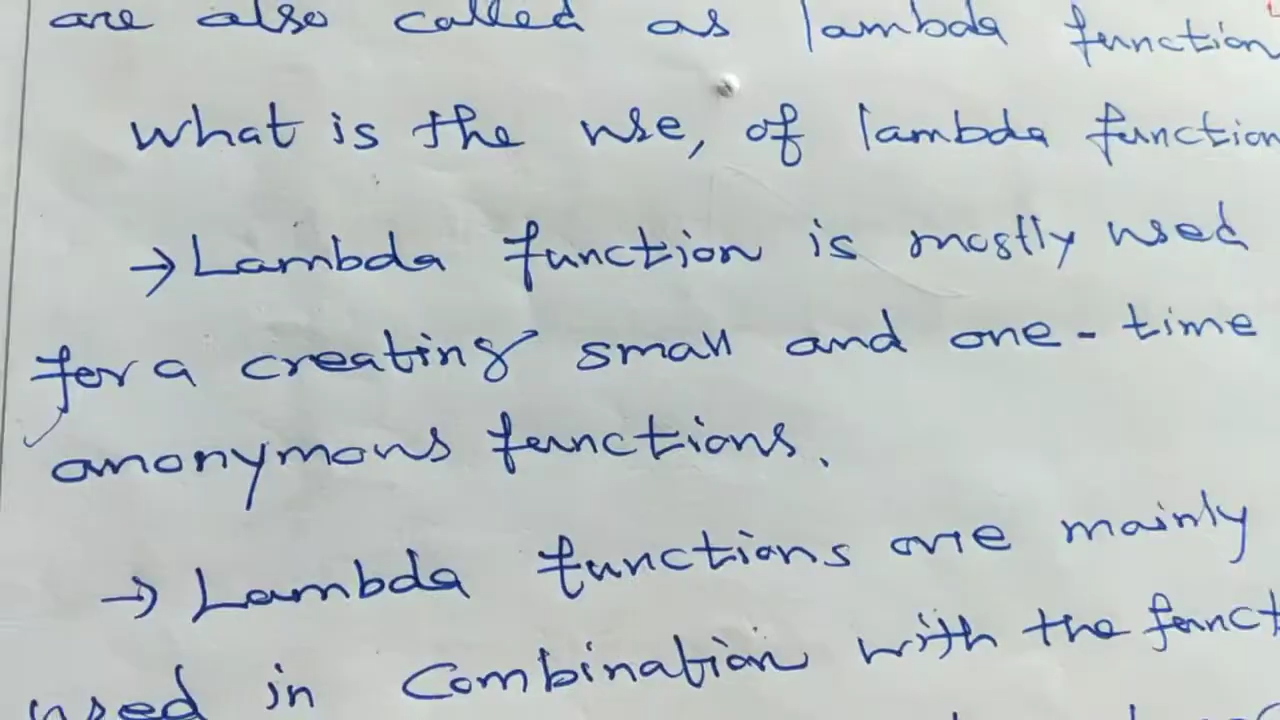 are also called as lambda function
What is the use, of lambda function
→ Lambda function is mostly used
for a creating small and one-time
anonymous functions.
→ Lambda functions are mainly
used in combination with the funct